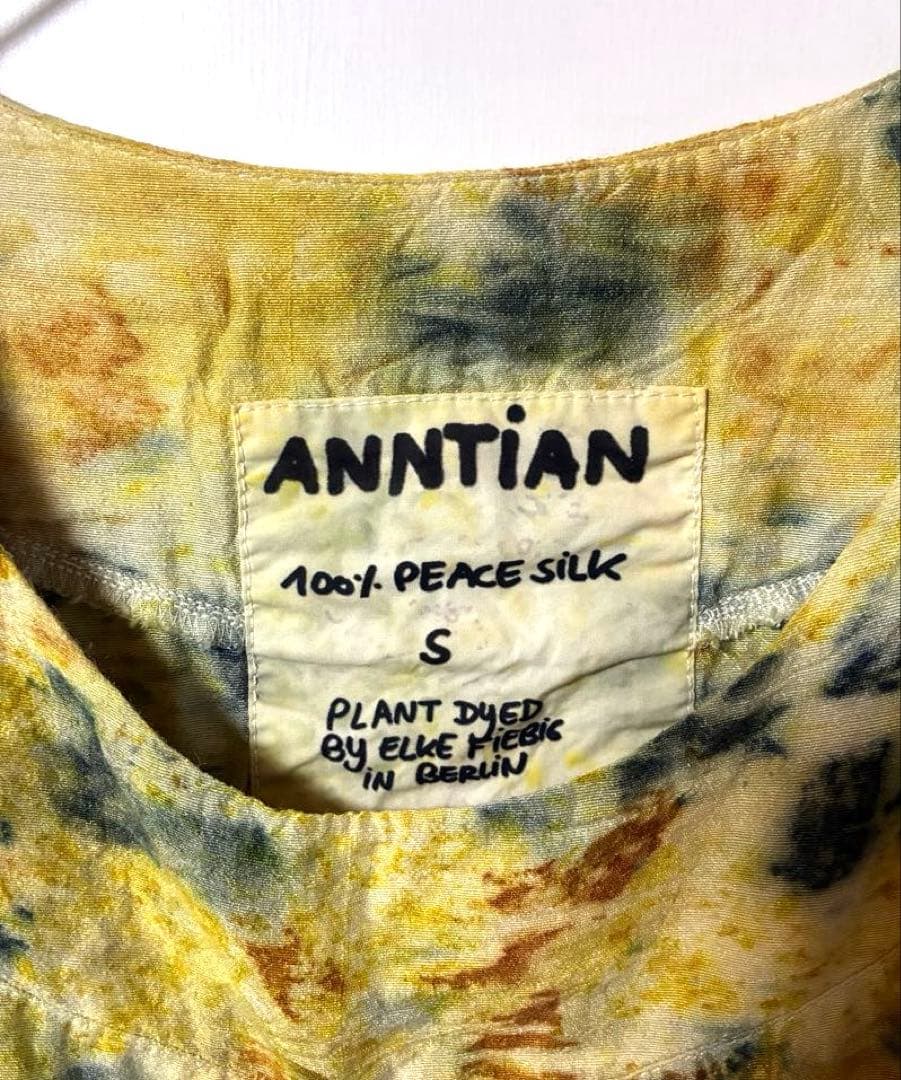 ANNTiAN
100% PEACE SiLK
S
PLANT DyED
By ELKE FiEBiG
iN BERLiN